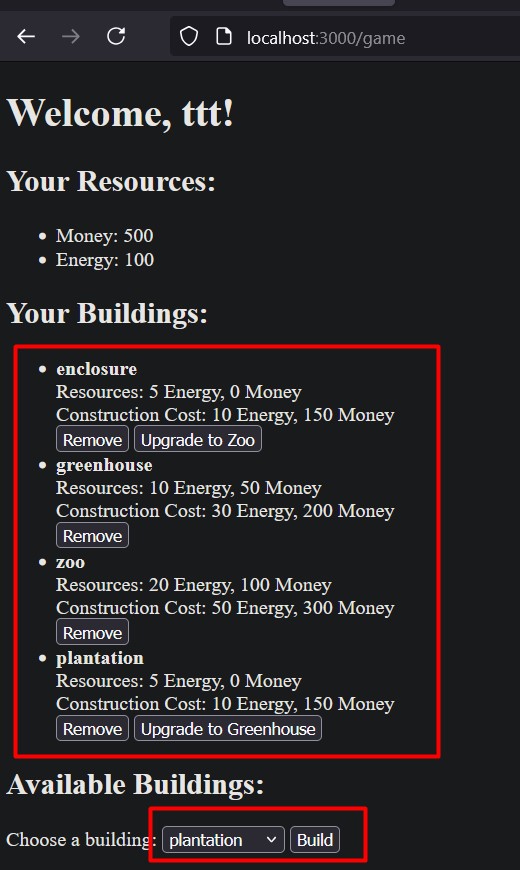 localhost:3000/game
Welcome, ttt!
Your Resources:
Money: 500
Energy: 100
Your Buildings:
enclosure
Resources: 5 Energy, 0 Money
Construction Cost: 10 Energy, 150 Money
Remove Upgrade to Zoo
greenhouse
Resources: 10 Energy, 50 Money
Construction Cost: 30 Energy, 200 Money
Remove
zoo
Resources: 20 Energy, 100 Money
Construction Cost: 50 Energy, 300 Money
Remove
plantation
Resources: 5 Energy, 0 Money
Construction Cost: 10 Energy, 150 Money
Remove Upgrade to Greenhouse
Available Buildings:
Choose a building: plantation Build